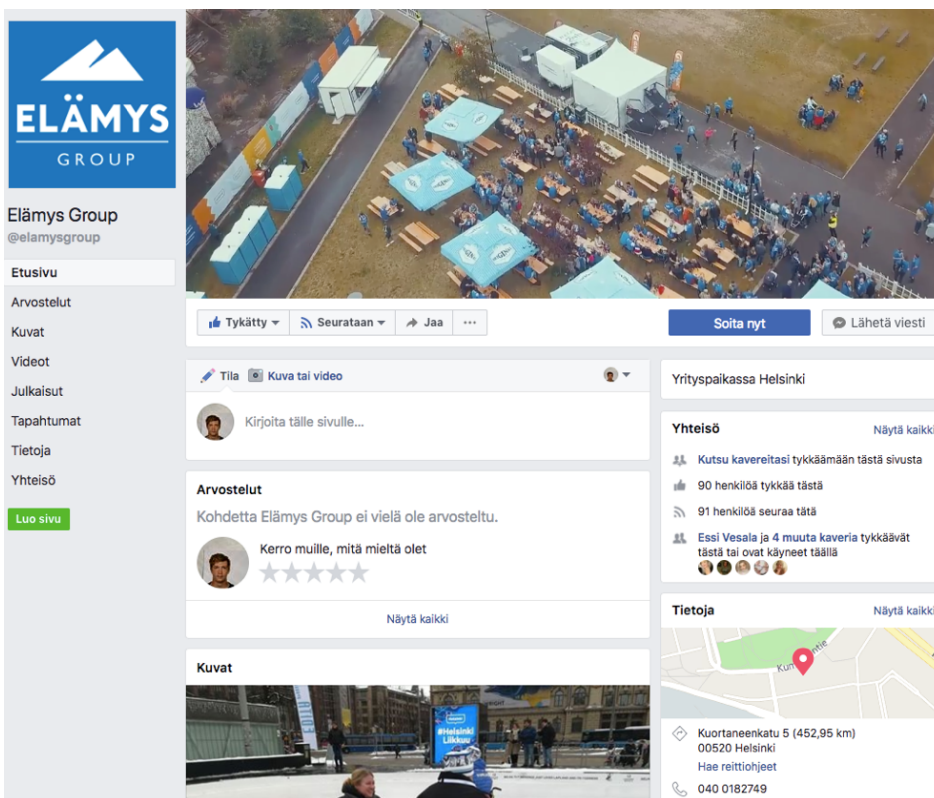 ELÄMYS
GROUP
Elämys Group
@elamysgroup
Etusivu
Arvostelut
Kuvat
Videot
Julkaisut
Tapahtumat
Tietoja
Yhteisö
Luo sivu
Tykätty
Seurataan
Jaa
Soita nyt
Lähetä viesti
Tila
Kuva tai video
Kirjoita tälle sivulle...
Arvostelut
Kohdetta Elämys Group ei vielä ole arvosteltu.
Kerro muille, mitä mieltä olet
Näytä kaikki
Kuvat
#Helsinki
Liikkuu
Yrityspaikassa Helsinki
Yhteisö
Näytä kaikki
Kutsu kavereitasi tykkäämään tästä sivusta
90 henkilöä tykkää tästä
91 henkilöä seuraa tätä
Essi Vesala ja 4 muuta kaveria tykkäävät
tästä tai ovat käyneet täällä
Tietoja
Näytä kaikki
Kuortaneenkatu 5 (452,95 km)
00520 Helsinki
Hae reittiohjeet
040 0182749